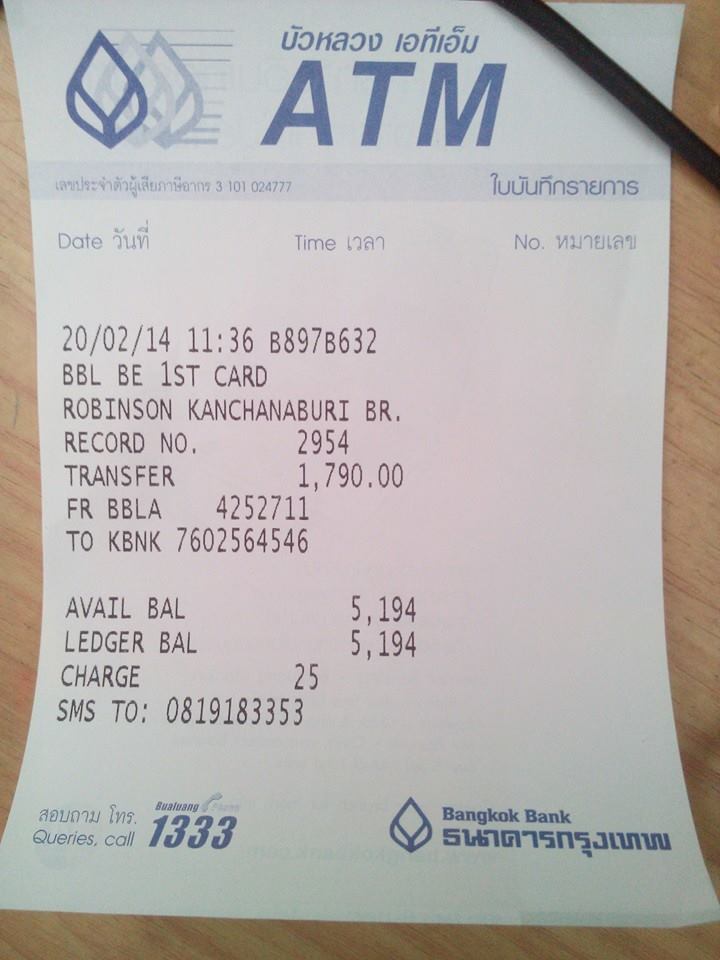 บัวหลวง เอทีเอ็ม
ATM
เลขประจำตัวผู้เสียภาษีอากร 3 101 024777 ใบบันทึกรายการ
Date วันที่ Time เวลา No. หมายเลข
20/02/14 11:36 B897B632
BBL BE 1ST CARD
ROBINSON KANCHANABURI BR.
RECORD NO. 2954
TRANSFER 1,790.00
FR BBLA 4252711
TO KBNK 7602564546
AVAIL BAL 5,194
LEDGER BAL 5,194
CHARGE 25
SMS TO: 0819183353
สอบถาม โทร. Bualuang Phone
Queries, call 1333
Bangkok Bank
ธนาคารกรุงเทพ